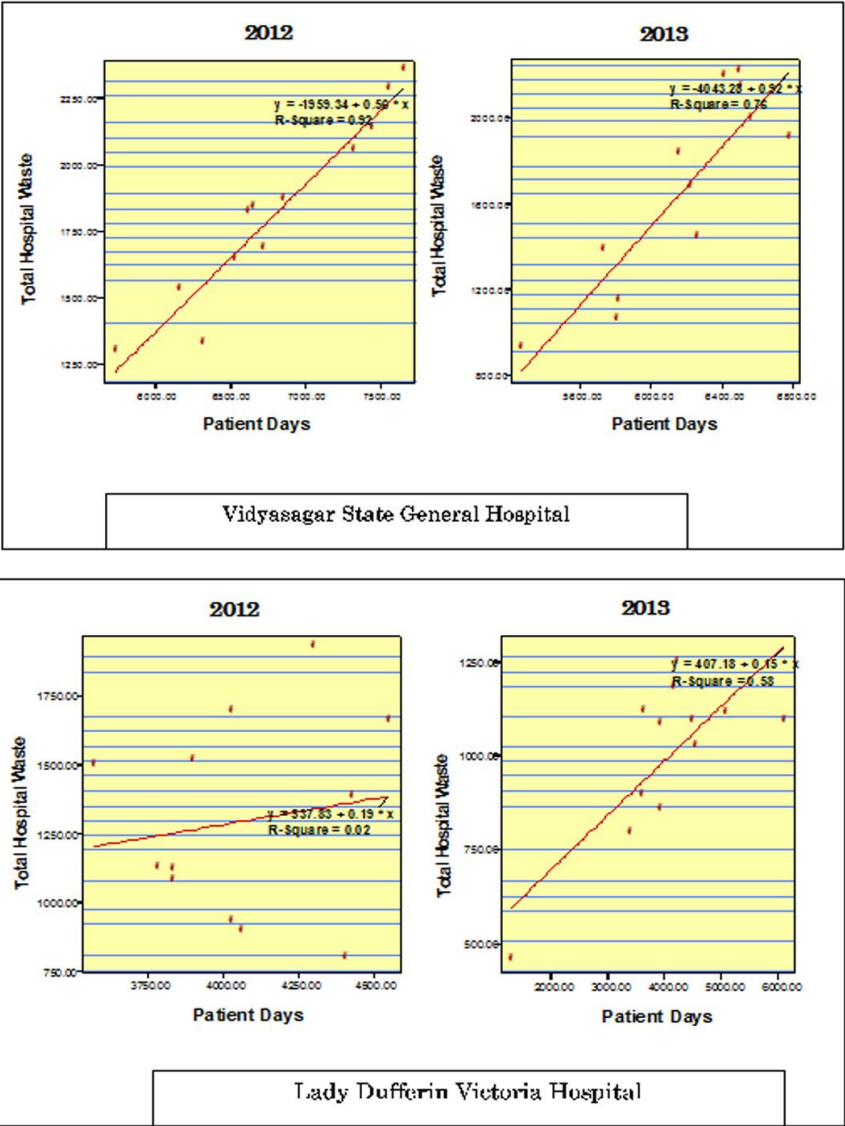 2012
2013
y = -1959.34 + 0.56 * x
R-Square = 0.92
y = -4043.28 + 0.92 * x
R-Square = 0.76
Total Hospital Waste
2250.00
2000.00
1750.00
1500.00
1250.00
6000.00 6500.00 7000.00 7500.00
Patient Days
Total Hospital Waste
2000.00
1600.00
1200.00
800.00
5600.00 6000.00 6400.00 6800.00
Patient Days
Vidyasagar State General Hospital
2012
2013
Total Hospital Waste
1750.00
1500.00
1250.00
1000.00
750.00
y = 537.83 + 0.19 * x
R-Square = 0.02
3750.00 4000.00 4250.00 4500.00
Patient Days
Total Hospital Waste
1250.00
1000.00
750.00
500.00
y = 407.18 + 0.15 * x
R-Square = 0.58
2000.00 3000.00 4000.00 5000.00 6000.00
Patient Days
Lady Dufferin Victoria Hospital